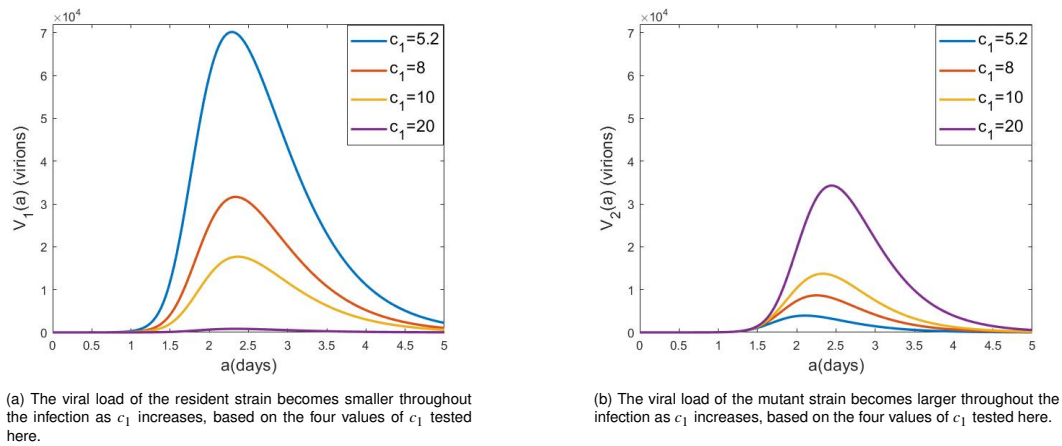 ×10⁴
7
6
5
4
3
2
1
0
V₁(a) (virions)
0 0.5 1 1.5 2 2.5 3 3.5 4 4.5 5
a(days)
c₁=5.2
c₁=8
c₁=10
c₁=20
(a) The viral load of the resident strain becomes smaller throughout
the infection as c₁ increases, based on the four values of c₁ tested
here.
×10⁴
7
6
5
4
3
2
1
0
V₂(a) (virions)
0 0.5 1 1.5 2 2.5 3 3.5 4 4.5 5
a(days)
c₁=5.2
c₁=8
c₁=10
c₁=20
(b) The viral load of the mutant strain becomes larger throughout the
infection as c₁ increases, based on the four values of c₁ tested here.